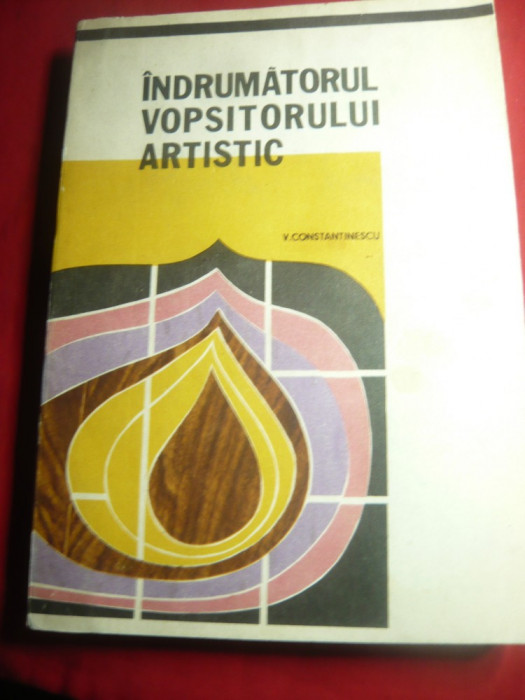 ÎNDRUMĂTORUL
VOPSITORULUI
ARTISTIC
V. CONSTANTINESCU